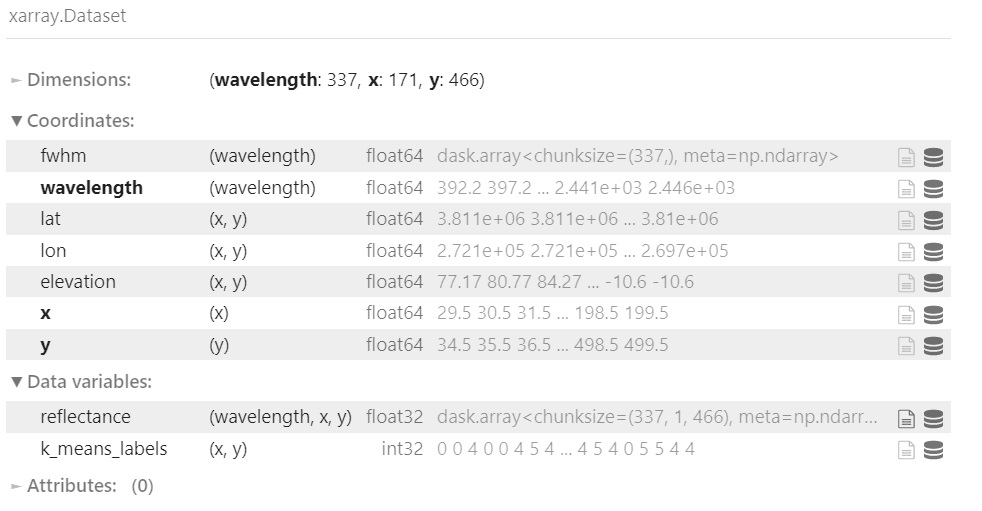 xarray.Dataset
► Dimensions: (wavelength: 337, x: 171, y: 466)
▼ Coordinates:
fwhm (wavelength) float64 dask.array<chunksize=(337,), meta=np.ndarray>
wavelength (wavelength) float64 392.2 397.2 ... 2.441e+03 2.446e+03
lat (x, y) float64 3.811e+06 3.811e+06 ... 3.81e+06
lon (x, y) float64 2.721e+05 2.721e+05 ... 2.697e+05
elevation (x, y) float64 77.17 80.77 84.27 ... -10.6 -10.6
x (x) float64 29.5 30.5 31.5 ... 198.5 199.5
y (y) float64 34.5 35.5 36.5 ... 498.5 499.5
▼ Data variables:
reflectance (wavelength, x, y) float32 dask.array<chunksize=(337, 1, 466), meta=np.ndarr...
k_means_labels (x, y) int32 0 0 4 0 0 4 5 4 ... 4 5 4 0 5 5 4 4
► Attributes: (0)